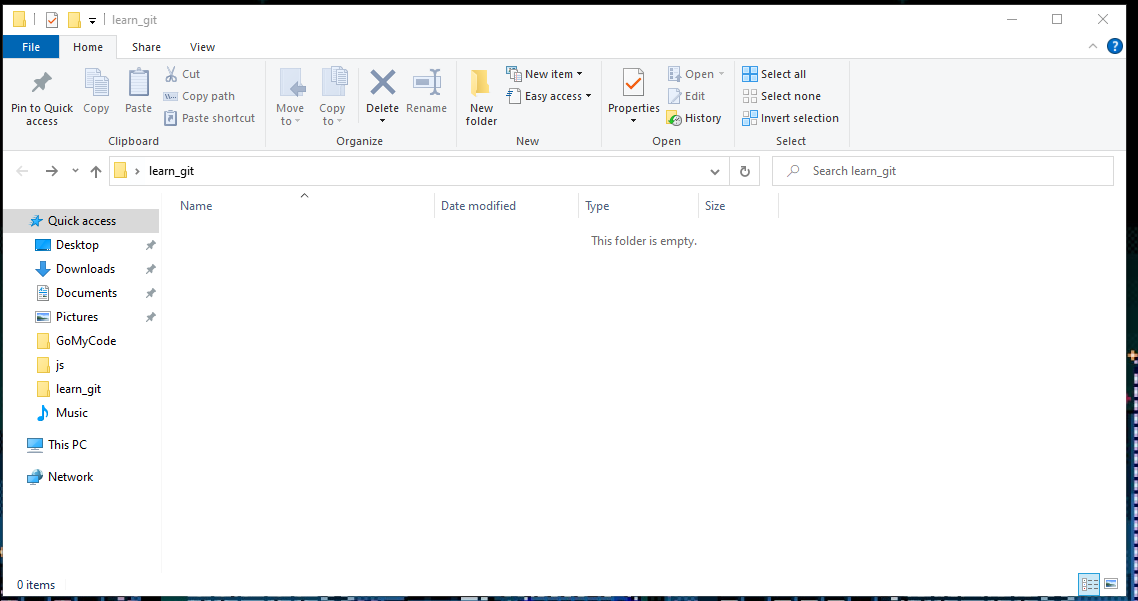 learn_git
File Home Share View
Pin to Quick access
Copy
Paste
Cut
Copy path
Paste shortcut
Clipboard
Move to
Copy to
Delete
Rename
Organize
New folder
New item
Easy access
New
Properties
Open
Edit
History
Open
Select all
Select none
Invert selection
Select
learn_git
Search learn_git
Name Date modified Type Size
This folder is empty.
Quick access
Desktop
Downloads
Documents
Pictures
GoMyCode
js
learn_git
Music
This PC
Network
0 items